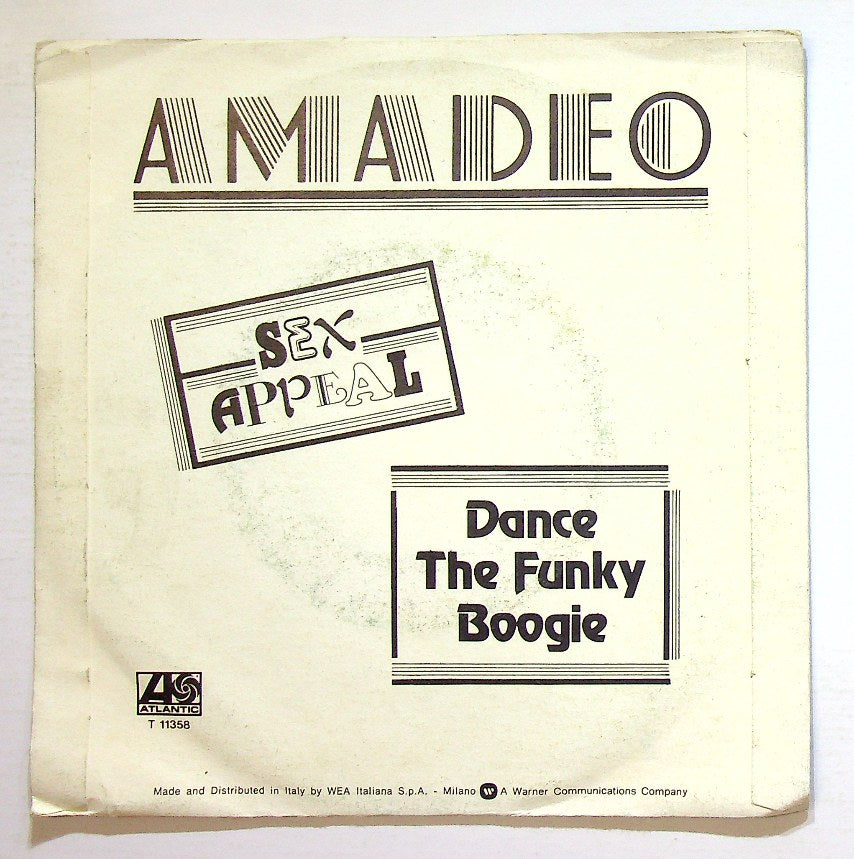 AMADEO
SEX
APPEAL
Dance
The Funky
Boogie
ATLANTIC
T 11358
Made and Distributed in Italy by WEA Italiana S.p.A. - Milano W A Warner Communications Company